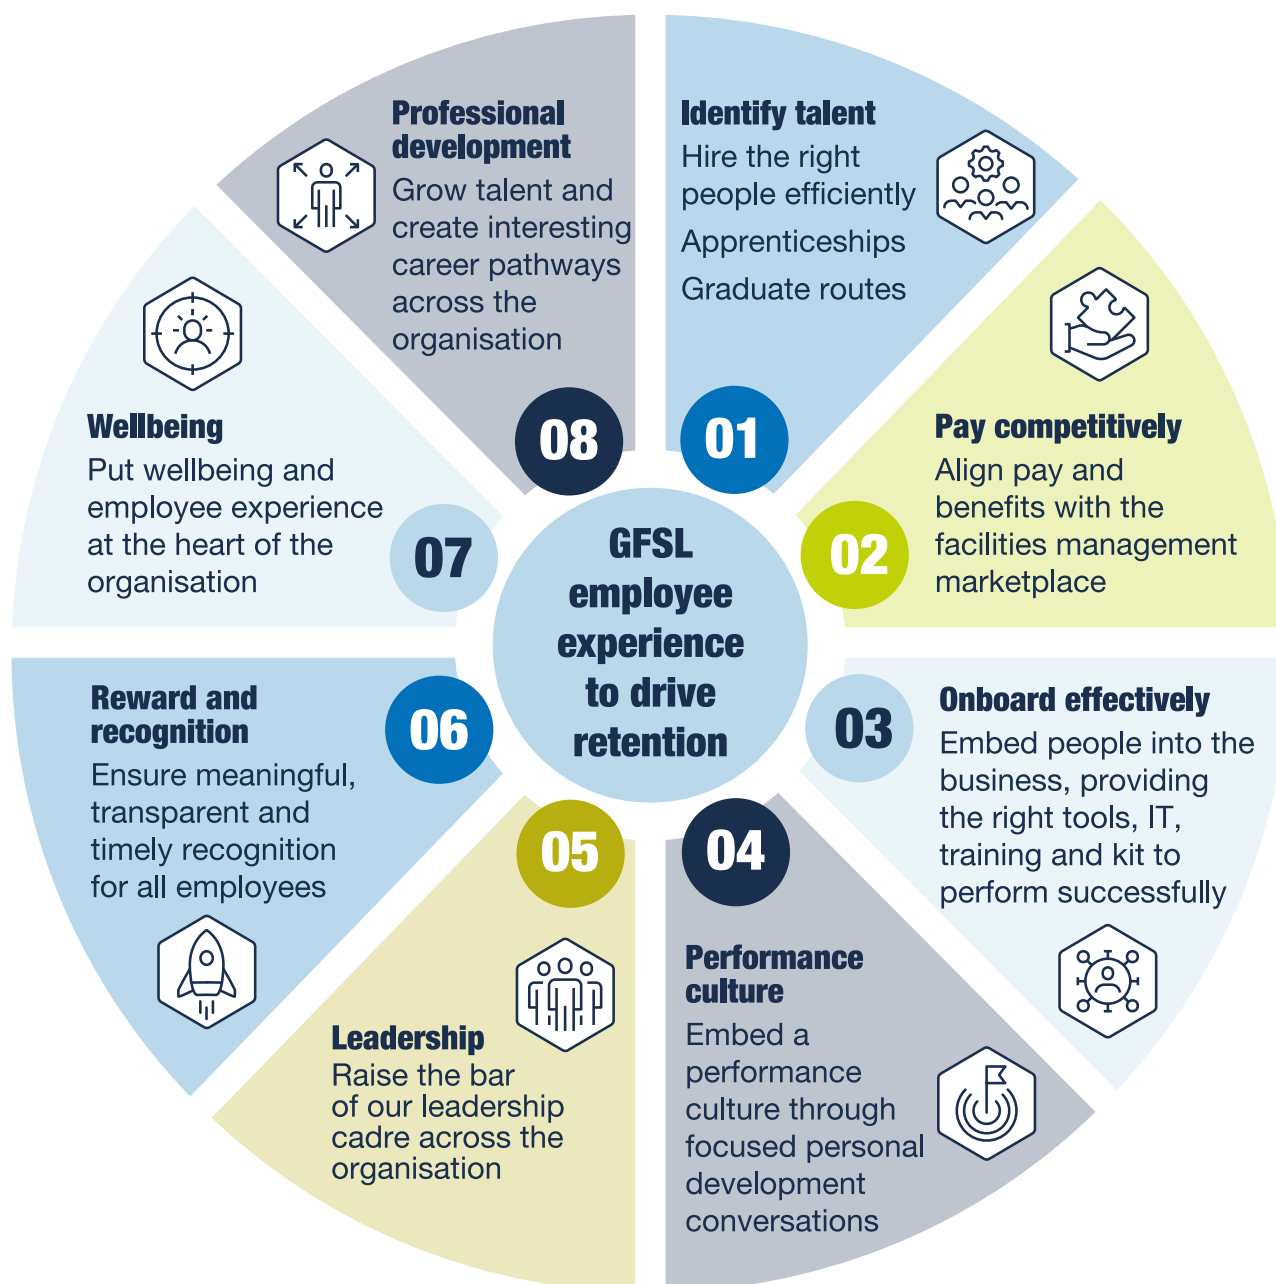 GFSL
employee
experience
to drive
retention
01
Identify talent
Hire the right
people efficiently
Apprenticeships
Graduate routes
02
Pay competitively
Align pay and
benefits with the
facilities management
marketplace
03
Onboard effectively
Embed people into the
business, providing
the right tools, IT,
training and kit to
perform successfully
04
Performance
culture
Embed a
performance
culture through
focused personal
development
conversations
05
Leadership
Raise the bar
of our leadership
cadre across the
organisation
06
Reward and
recognition
Ensure meaningful,
transparent and
timely recognition
for all employees
07
Wellbeing
Put wellbeing and
employee experience
at the heart of the
organisation
08
Professional
development
Grow talent and
create interesting
career pathways
across the
organisation